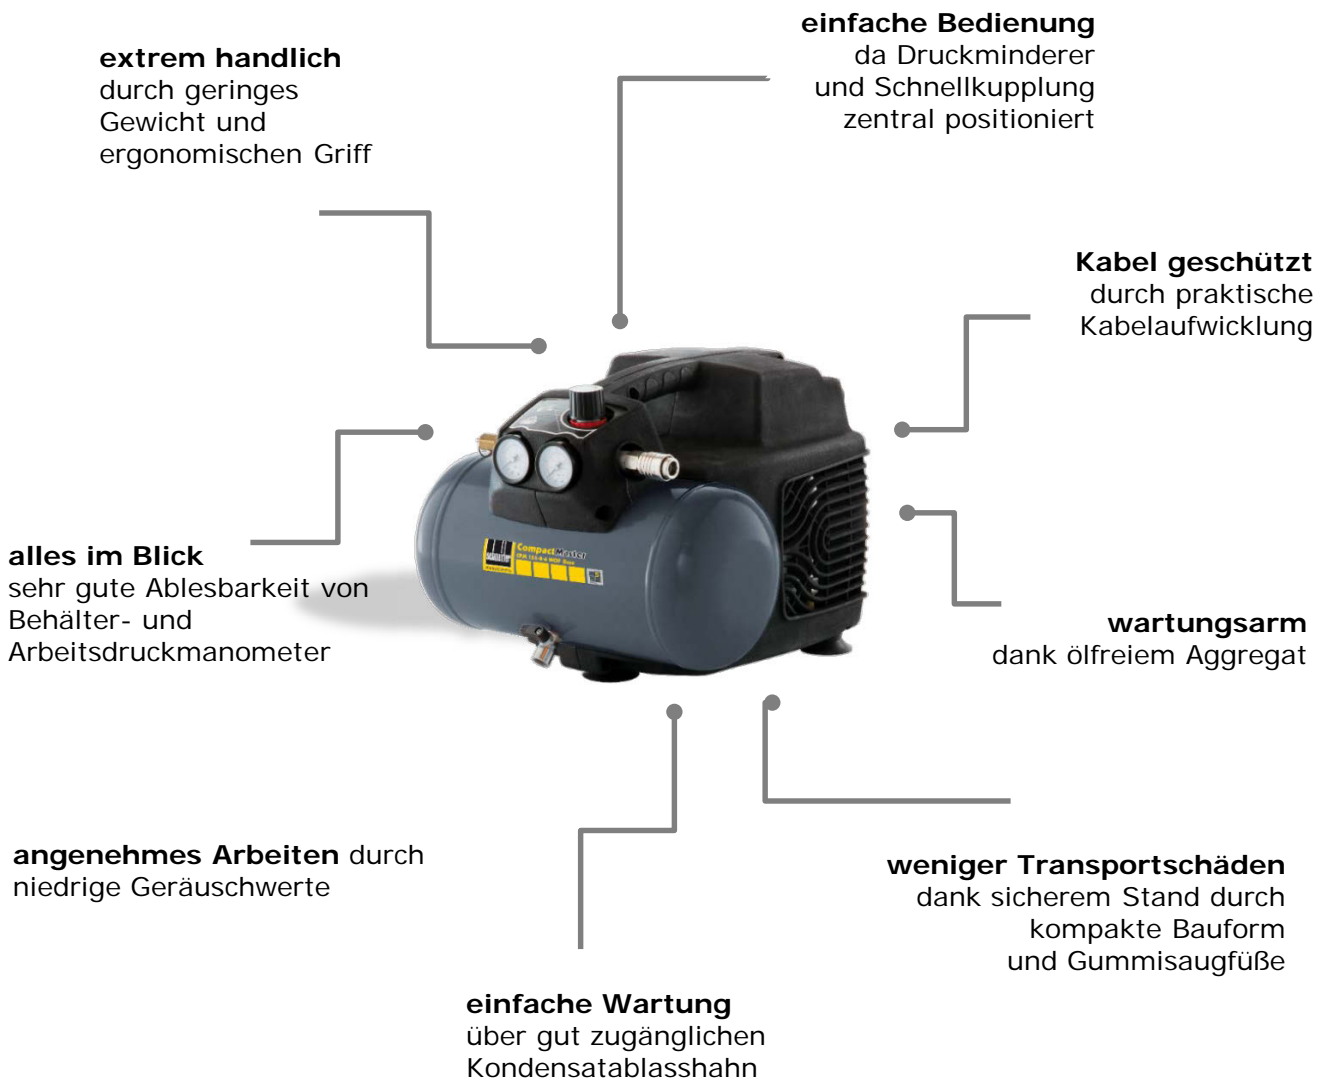 einfache Bedienung
da Druckminderer
und Schnellkupplung
zentral positioniert
extrem handlich
durch geringes
Gewicht und
ergonomischen Griff
Kabel geschützt
durch praktische
Kabelaufwicklung
alles im Blick
sehr gute Ablesbarkeit von
Behälter- und
Arbeitsdruckmanometer
CompactMaster
wartungsarm
dank ölfreiem Aggregat
angenehmes Arbeiten durch
niedrige Geräuschwerte
weniger Transportschäden
dank sicherem Stand durch
kompakte Bauform
und Gummisaugfüße
einfache Wartung
über gut zugänglichen
Kondensatablasshahn